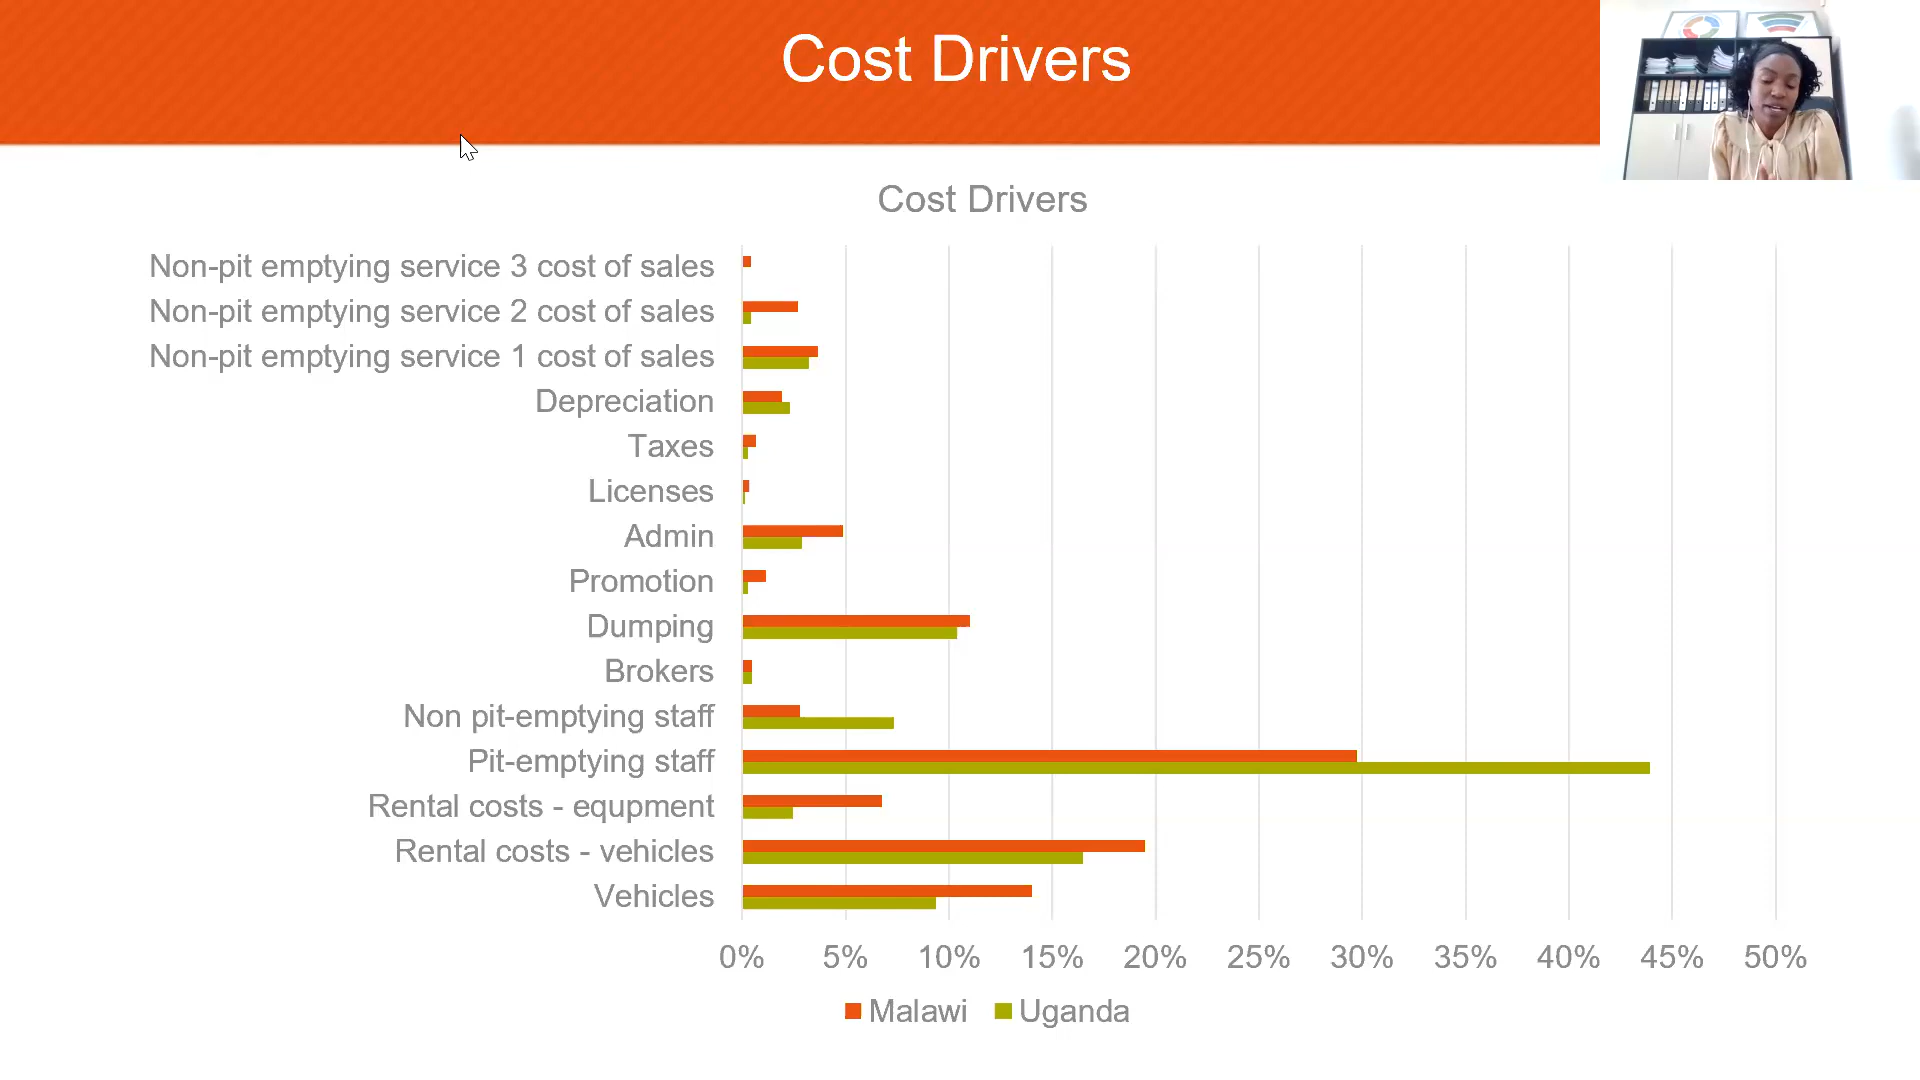 Cost Drivers
Cost Drivers
Non-pit emptying service 3 cost of sales
Non-pit emptying service 2 cost of sales
Non-pit emptying service 1 cost of sales
Depreciation
Taxes
Licenses
Admin
Promotion
Dumping
Brokers
Non pit-emptying staff
Pit-emptying staff
Rental costs - equpment
Rental costs - vehicles
Vehicles
0% 5% 10% 15% 20% 25% 30% 35% 40% 45% 50%
Malawi Uganda